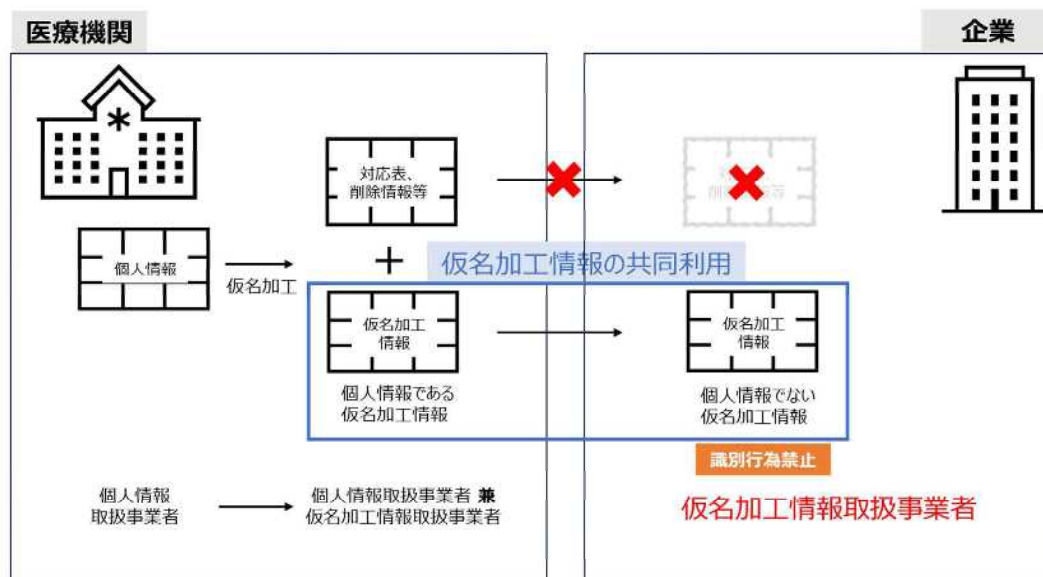 医療機関
企業
対応表、
削除情報等
個人情報
仮名加工
+
仮名加工情報の共同利用
仮名加工
情報
仮名加工
情報
個人情報である
仮名加工情報
個人情報でない
仮名加工情報
識別行為禁止
個人情報
取扱事業者
個人情報取扱事業者 兼
仮名加工情報取扱事業者
仮名加工情報取扱事業者